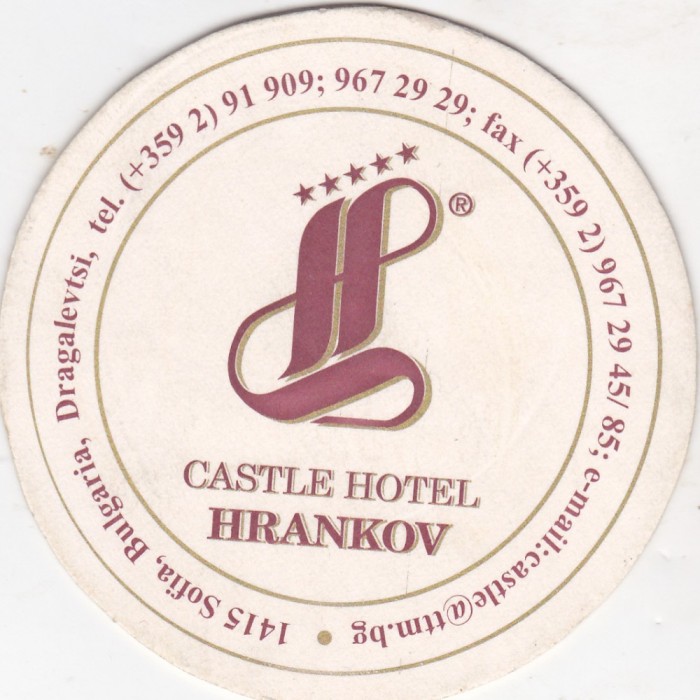 1415 Sofia, Bulgaria, Dragalevtsi, tel. (+359 2) 91 909; 967 29 29; fax (+359 2) 967 29 45/ 85; e-mail:castle@ttm.bg
®
CASTLE HOTEL
HRANKOV